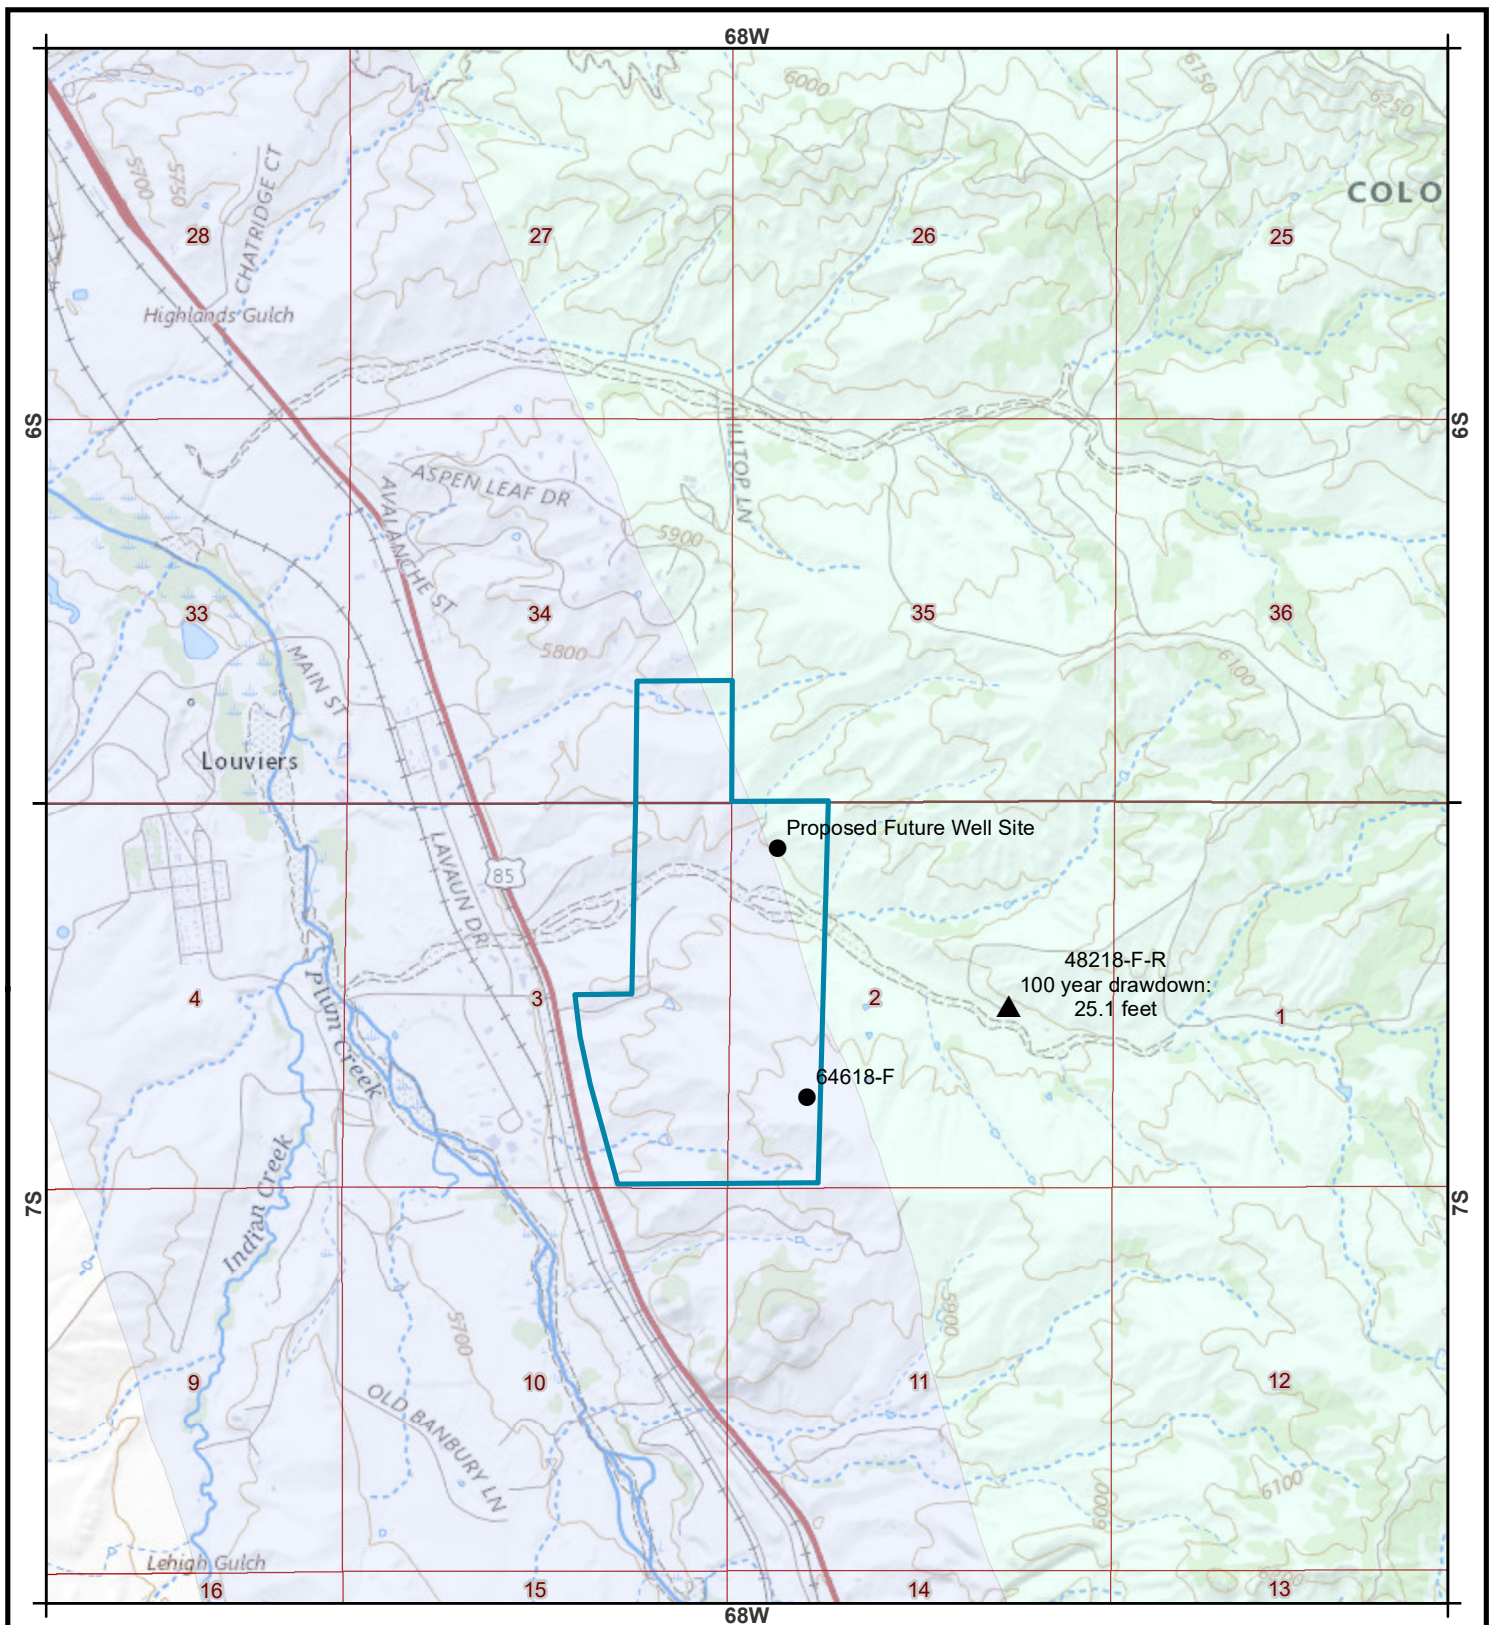 68W
6000
6150
6250
5700
5750
CHATRIDGE CT
COLO
28
27
26
25
Highlands Gulch
6S
6S
HILLTOP LN
ASPEN LEAF DR
AVALANCHE ST
5900
33
34
35
36
MAIN ST
5800
6100
Louviers
Proposed Future Well Site
LAVAUN DR
85
48218-F-R
100 year drawdown:
25.1 feet
4
3
2
1
Plum Creek
64618-F
Indian Creek
7S
7S
5900
5700
9
10
11
12
OLD BANBURY LN
6100
6000
Lehigh Gulch
16
15
14
13
68W